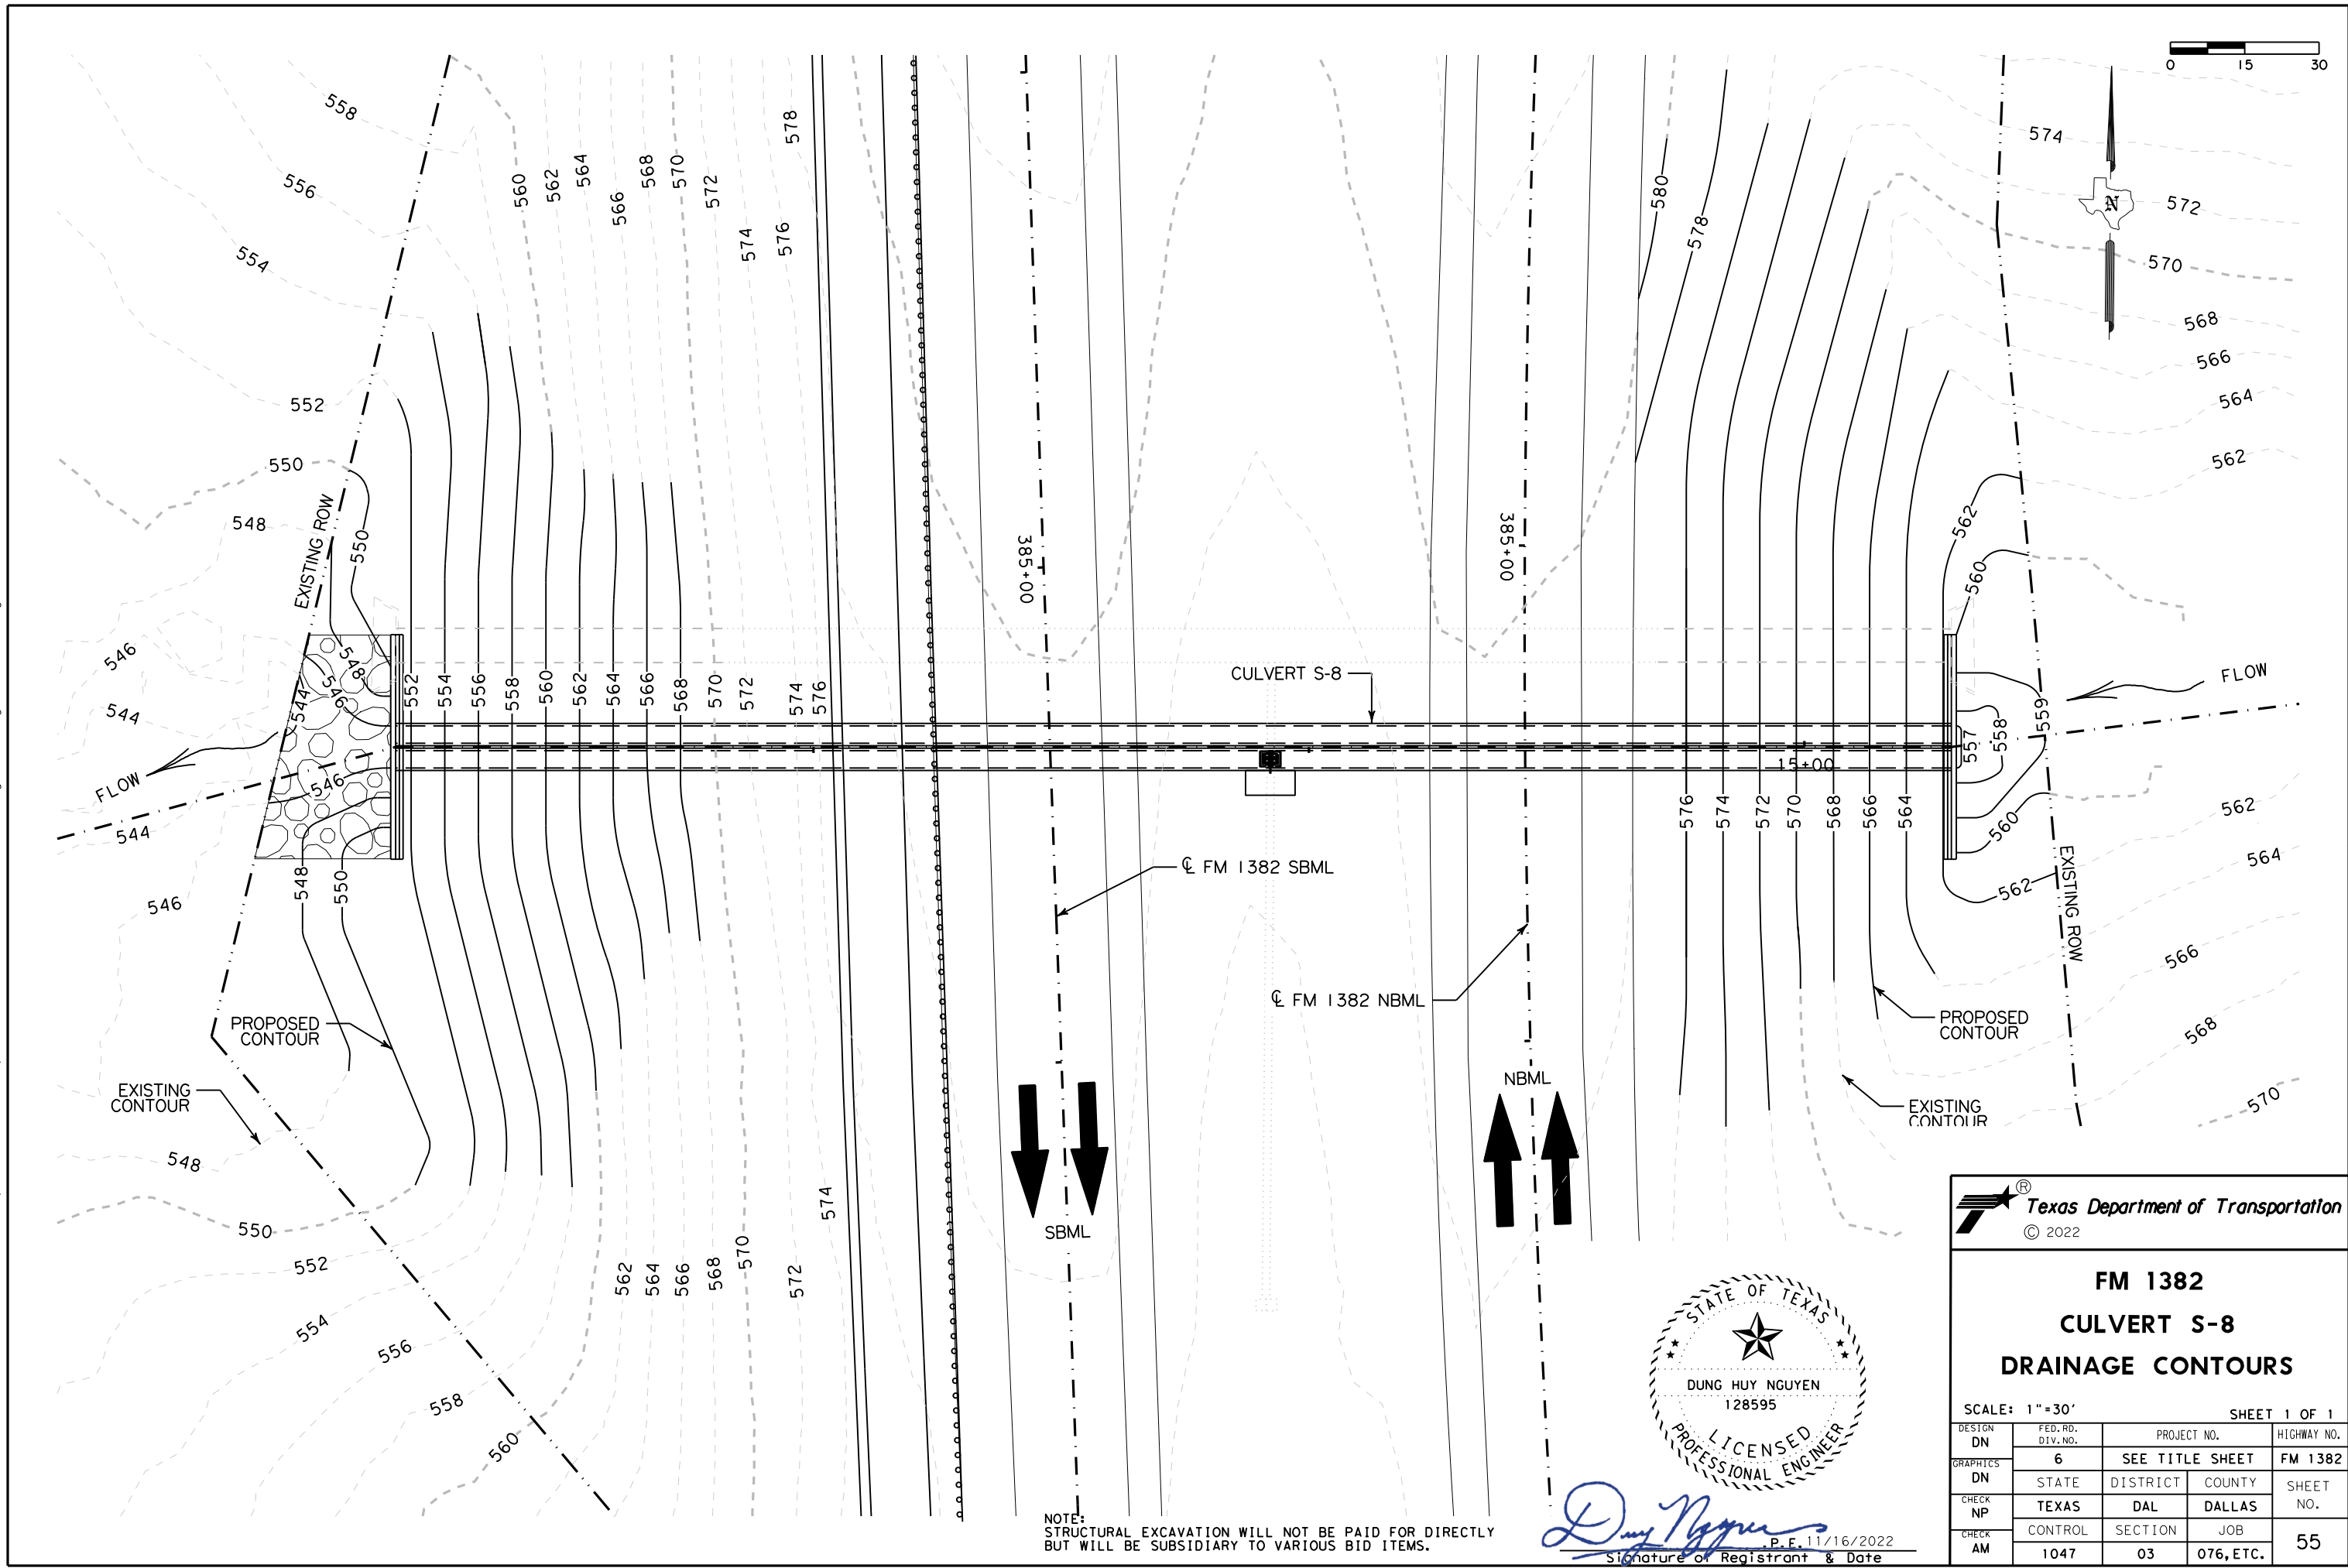 0 15 30
558
556
554
552
550
548
546
544
544
546
548
550
552
554
556
558
560
560
562
564
566
568
570
572
574
576
578
580
578
574
572
570
568
566
564
562
N
EXISTING ROW
550
548
546
544
546
548
550
385+00
385+00
562
560
552
554
556
558
560
562
564
566
568
570
572
574
576
CULVERT S-8
FLOW
FLOW
15+00
557
558
559
560
562
576
574
572
570
568
566
564
562
564
566
568
570
EXISTING ROW
℄ FM 1382 SBML
℄ FM 1382 NBML
PROPOSED
CONTOUR
EXISTING
CONTOUR
PROPOSED
CONTOUR
EXISTING
CONTOUR
SBML
NBML
562
564
566
568
570
572
574
STATE OF TEXAS
DUNG HUY NGUYEN
128595
LICENSED
PROFESSIONAL ENGINEER
Dung Nguyen
, P.E. 11/16/2022
Signature of Registrant & Date
NOTE:
STRUCTURAL EXCAVATION WILL NOT BE PAID FOR DIRECTLY
BUT WILL BE SUBSIDIARY TO VARIOUS BID ITEMS.
® Texas Department of Transportation
© 2022
FM 1382
CULVERT S-8
DRAINAGE CONTOURS
SCALE: 1"=30'
SHEET 1 OF 1
DESIGN
DN
FED.RD.
DIV.NO.
PROJECT NO.
HIGHWAY NO.
6
SEE TITLE SHEET
FM 1382
GRAPHICS
DN
STATE
DISTRICT
COUNTY
SHEET
NO.
CHECK
NP
TEXAS
DAL
DALLAS
CHECK
AM
CONTROL
SECTION
JOB
55
1047
03
076,ETC.